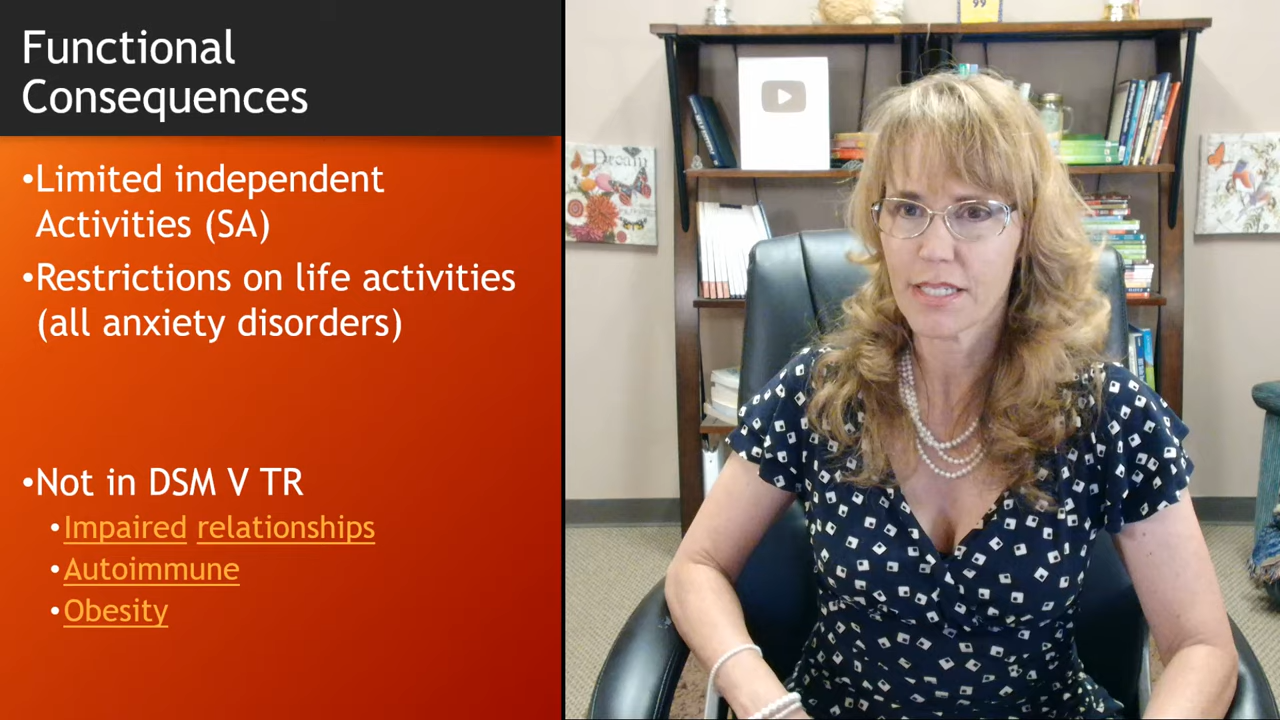 Functional
Consequences
•Limited independent
Activities (SA)
•Restrictions on life activities
(all anxiety disorders)
•Not in DSM V TR
•Impaired relationships
•Autoimmune
•Obesity
99
Dream